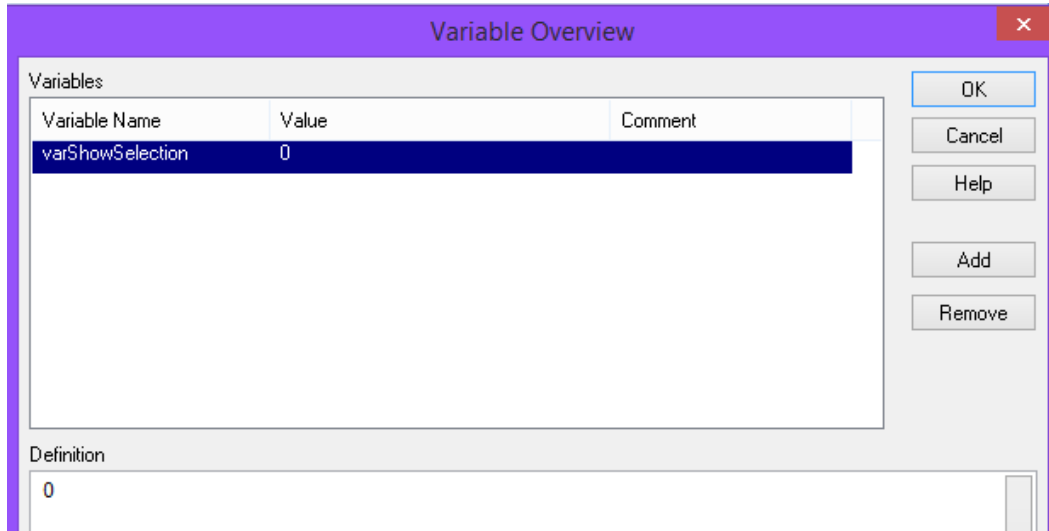 Variable Overview
Variables
OK
Variable Name Value Comment
Cancel
varShowSelection 0
Help
Add
Remove
Definition
0